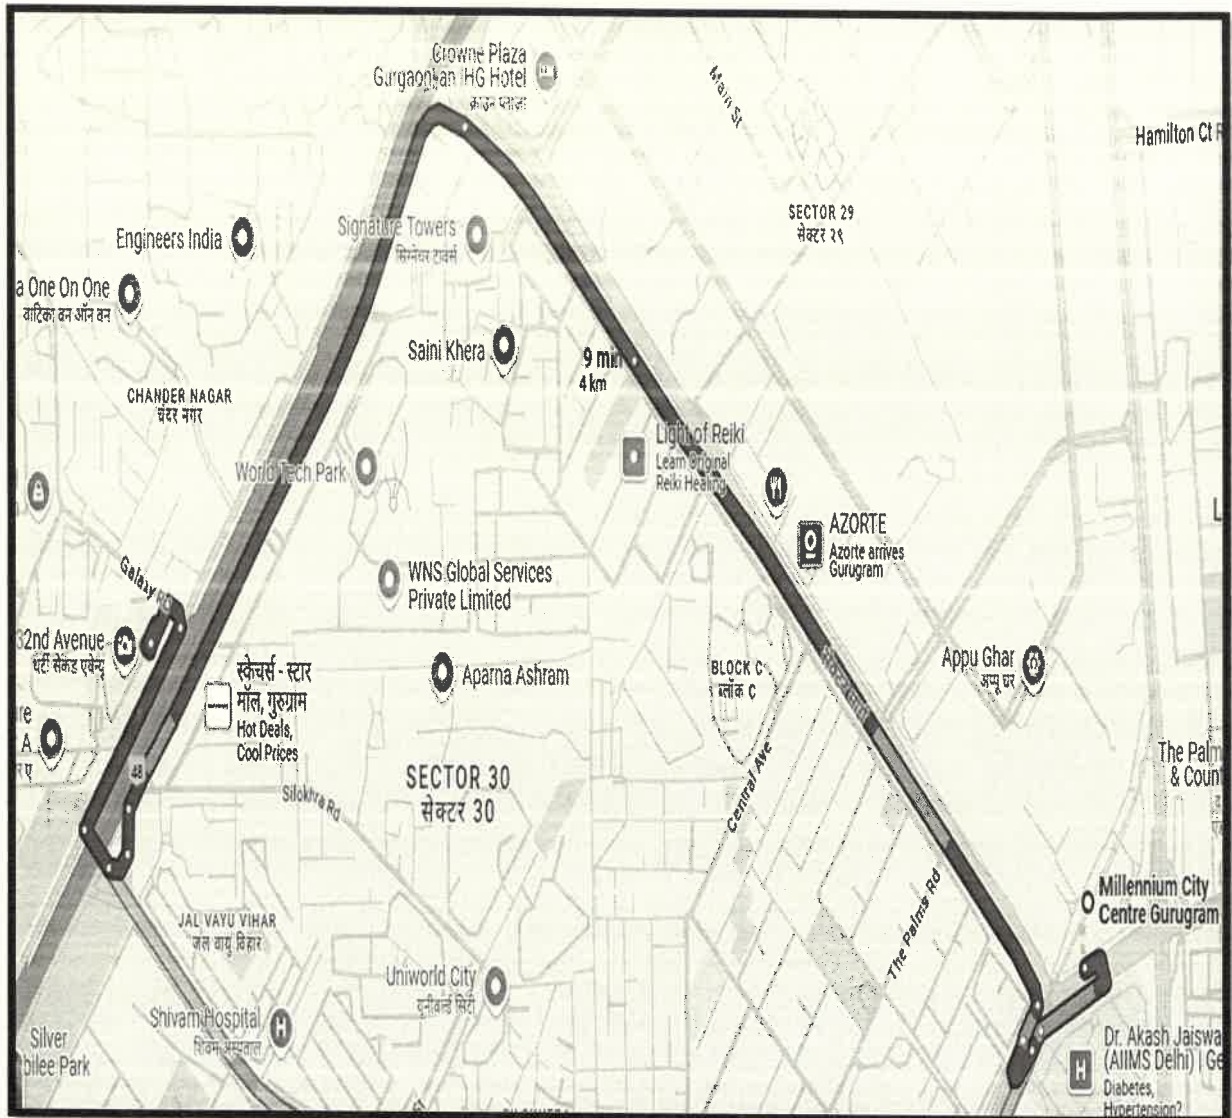 Crowne Plaza
Gurgaon, an IHG Hotel
क्राउन प्लाज़ा
Main St
Hamilton Ct
SECTOR 29
सेक्टर २९
Signature Towers
सिग्नेचर टावर्स
Engineers India
a One On One
वाटिका वन ऑन वन
Saini Khera
9 min
4 km
CHANDER NAGAR
चंदर नगर
Light of Reiki
Learn Original
Reiki Healing
World Tech Park
AZORTE
Azorte arrives
Gurugram
Galaxy
WNS Global Services
Private Limited
32nd Avenue
थर्टी सेकंड एवेन्यू
स्केचर्स - स्टार
मॉल, गुरुग्राम
Hot Deals,
Cool Prices
Aparna Ashram
BLOCK C
ब्लॉक C
Appu Ghar
अप्पू घर
A
ए
48
SECTOR 30
सेक्टर 30
Silokhra Rd
Central Ave
The Palm
& Coun
The Palms Rd
Millennium City
Centre Gurugram
JAL VAYU VIHAR
जल वायु विहार
Uniworld City
यूनीवर्ल्ड सिटी
Shivam Hospital
शिवम अस्पताल
H
Silver
bilee Park
H
Dr. Akash Jaiswa
(AIIMS Delhi) | Ge
Diabetes,
Hypertension?